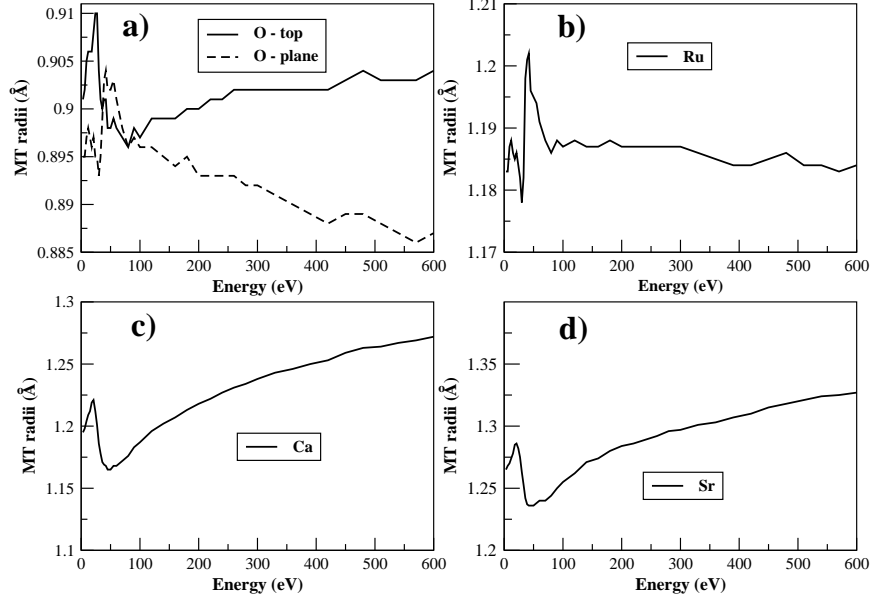 a)
O - top
O - plane
MT radii (Å)
0.91
0.905
0.9
0.895
0.89
0.885
0 100 200 300 400 500 600
Energy (eV)
b)
Ru
MT radii (Å)
1.21
1.2
1.19
1.18
1.17
0 100 200 300 400 500 600
Energy (eV)
c)
Ca
MT radii (Å)
1.3
1.25
1.2
1.15
1.1
0 100 200 300 400 500 600
Energy (eV)
d)
Sr
MT radii (Å)
1.35
1.3
1.25
1.2
0 100 200 300 400 500 600
Energy (eV)